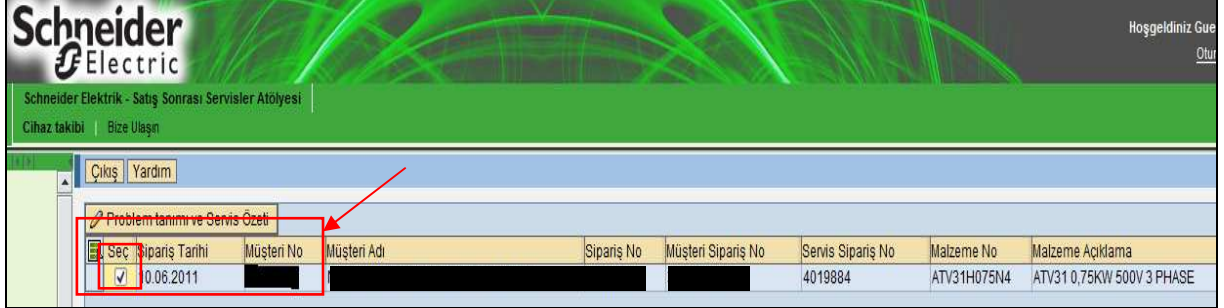 Schneider
Electric
Hoşgeldiniz Gue
Otur
Schneider Elektrik - Satış Sonrası Servisler Atölyesi
Cihaz takibi | Bize Ulaşın
Çıkış Yardım
Problem tanımı ve Servis Özeti
Seç Sipariş Tarihi Müşteri No Müşteri Adı Sipariş No Müşteri Sipariş No Servis Sipariş No Malzeme No Malzeme Açıklama
10.06.2011 4019884 ATV31H075N4 ATV31 0,75KW 500V 3 PHASE